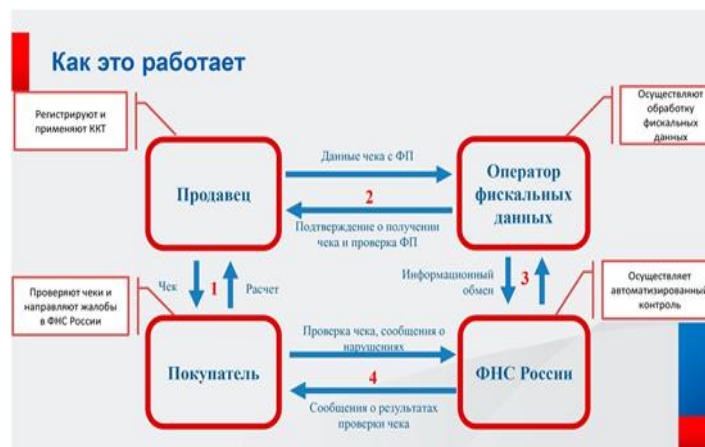 Как это работает
Регистрируют и
применяют ККТ
Осуществляют
обработку
фискальных
данных
Продавец
Данные чека с ФП
2
Подтверждение о получении
чека и проверка ФП
Оператор
фискальных
данных
Чек
1
Расчет
Информационный
обмен
3
Проверяют чеки и
направляют жалобы
в ФНС России
Осуществляет
автоматизированный
контроль
Покупатель
Проверка чека, сообщения о
нарушениях
4
Сообщения о результатах
проверки чека
ФНС России